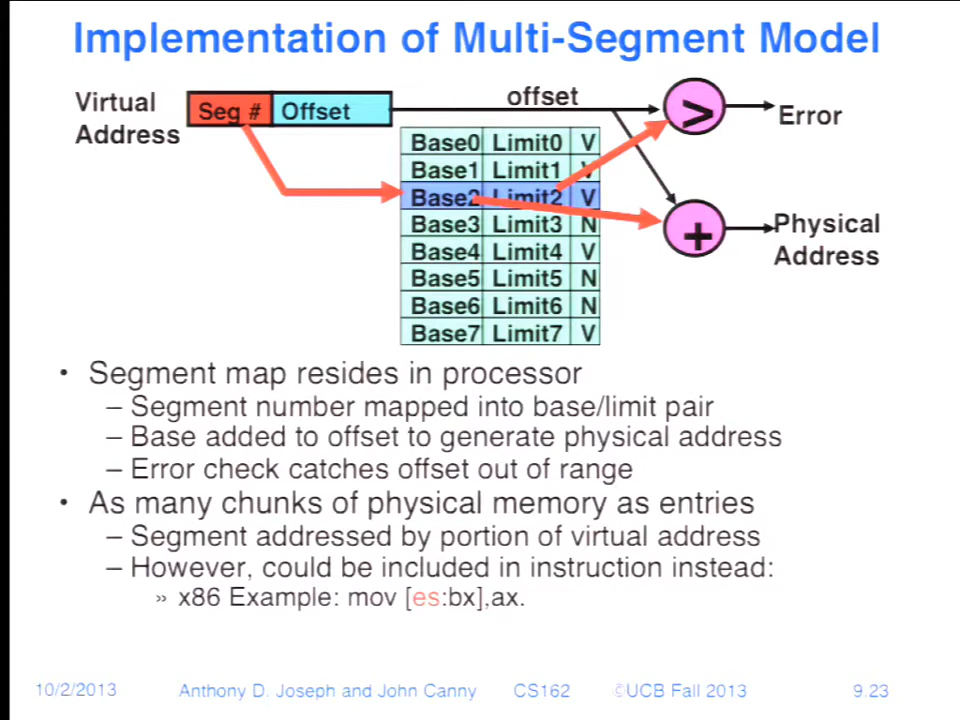 Implementation of Multi-Segment Model
Virtual
Address
Seg #
Offset
offset
>
Error
Base0 Limit0 V
Base1 Limit1 V
Base2 Limit2 V
Base3 Limit3 N
Base4 Limit4 V
Base5 Limit5 N
Base6 Limit6 N
Base7 Limit7 V
+
Physical
Address
• Segment map resides in processor
– Segment number mapped into base/limit pair
– Base added to offset to generate physical address
– Error check catches offset out of range
• As many chunks of physical memory as entries
– Segment addressed by portion of virtual address
– However, could be included in instruction instead:
» x86 Example: mov [es:bx],ax.
10/2/2013 Anthony D. Joseph and John Canny CS162 ©UCB Fall 2013 9.23